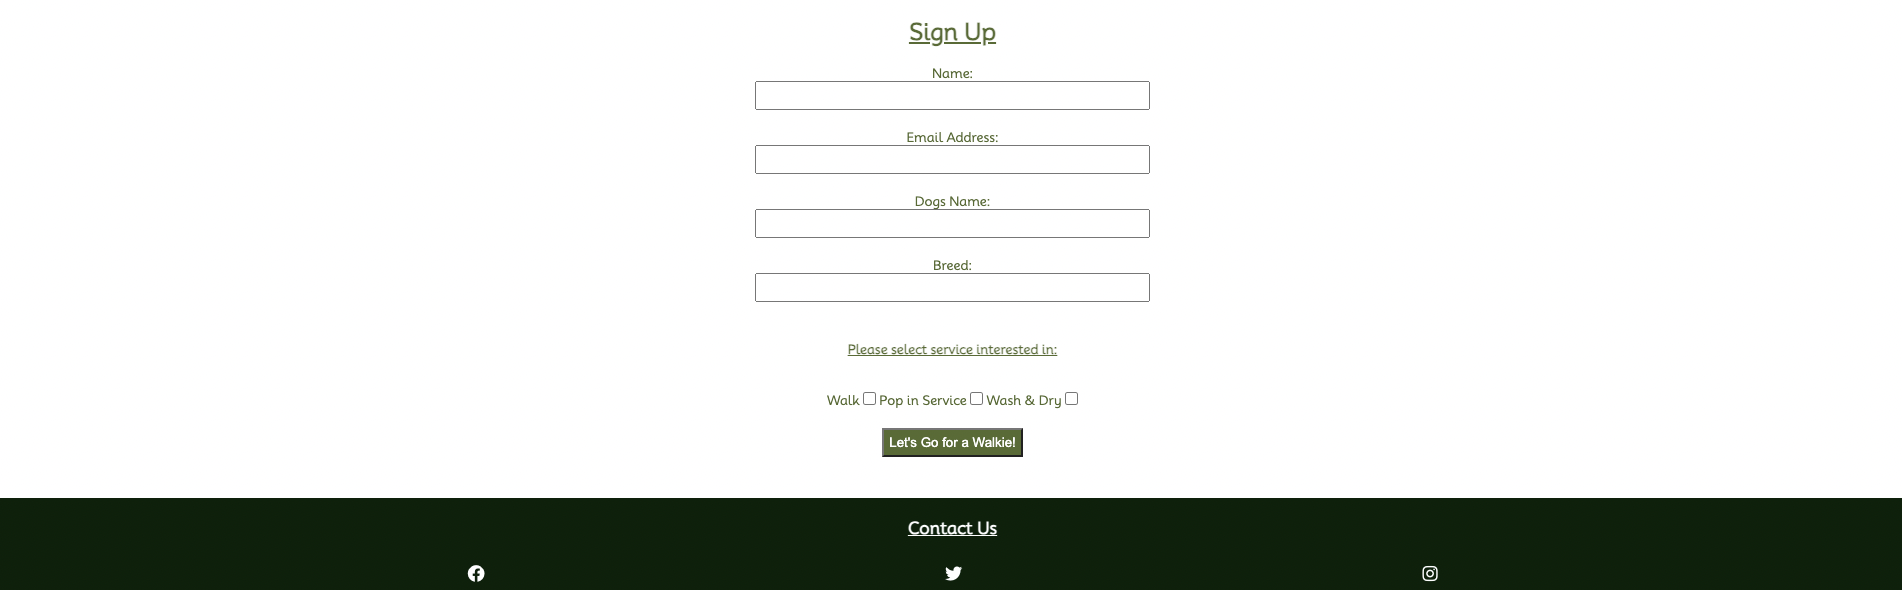 Sign Up
Name:
Email Address:
Dogs Name:
Breed:
Please select service interested in:
Walk Pop in Service Wash & Dry
Let's Go for a Walkie!
Contact Us